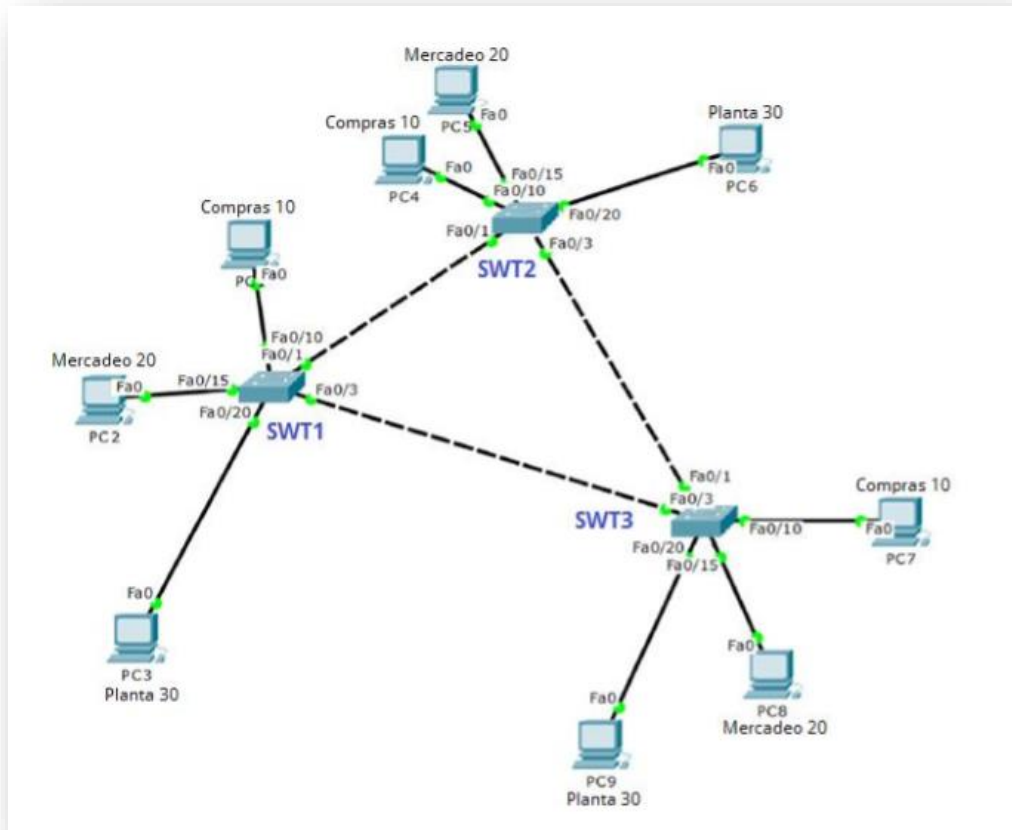 Mercadeo 20
Fa0
PC5
Compras 10
Fa0
PC4
Planta 30
Fa0
PC6
Fa0/15
Fa0/10
Fa0/20
Fa0/1
Fa0/3
SWT2
Compras 10
Fa0
Fa0/10
Fa0/1
Mercadeo 20
Fa0
PC2
Fa0/15
Fa0/20
Fa0/3
SWT1
Fa0/1
Fa0/3
SWT3
Fa0/10
Fa0/20
Fa0/15
Compras 10
Fa0
PC7
Fa0
PC3
Planta 30
Fa0
PC8
Mercadeo 20
Fa0
PC9
Planta 30